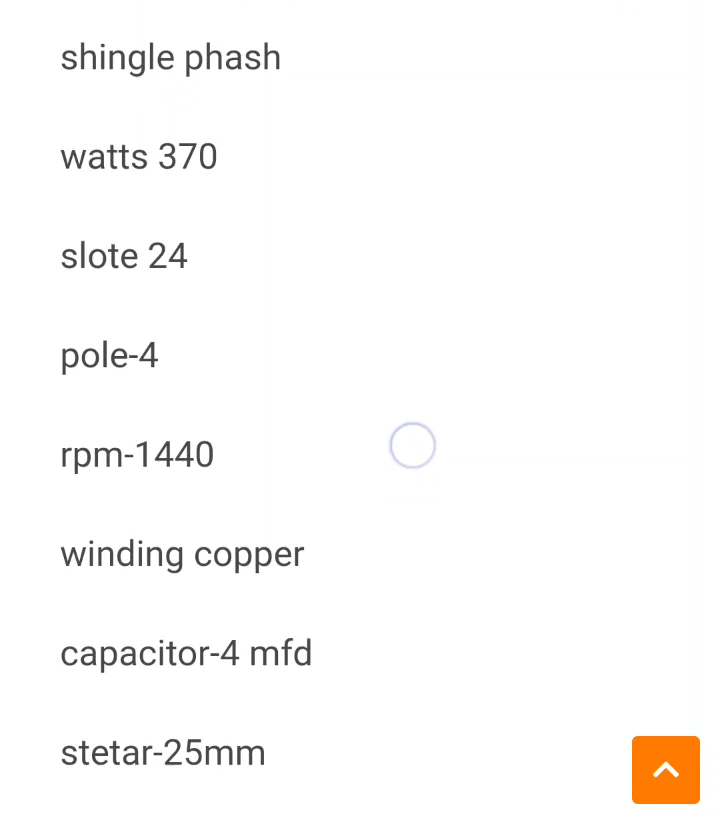 shingle phash
watts 370
slote 24
pole-4
rpm-1440
winding copper
capacitor-4 mfd
stetar-25mm